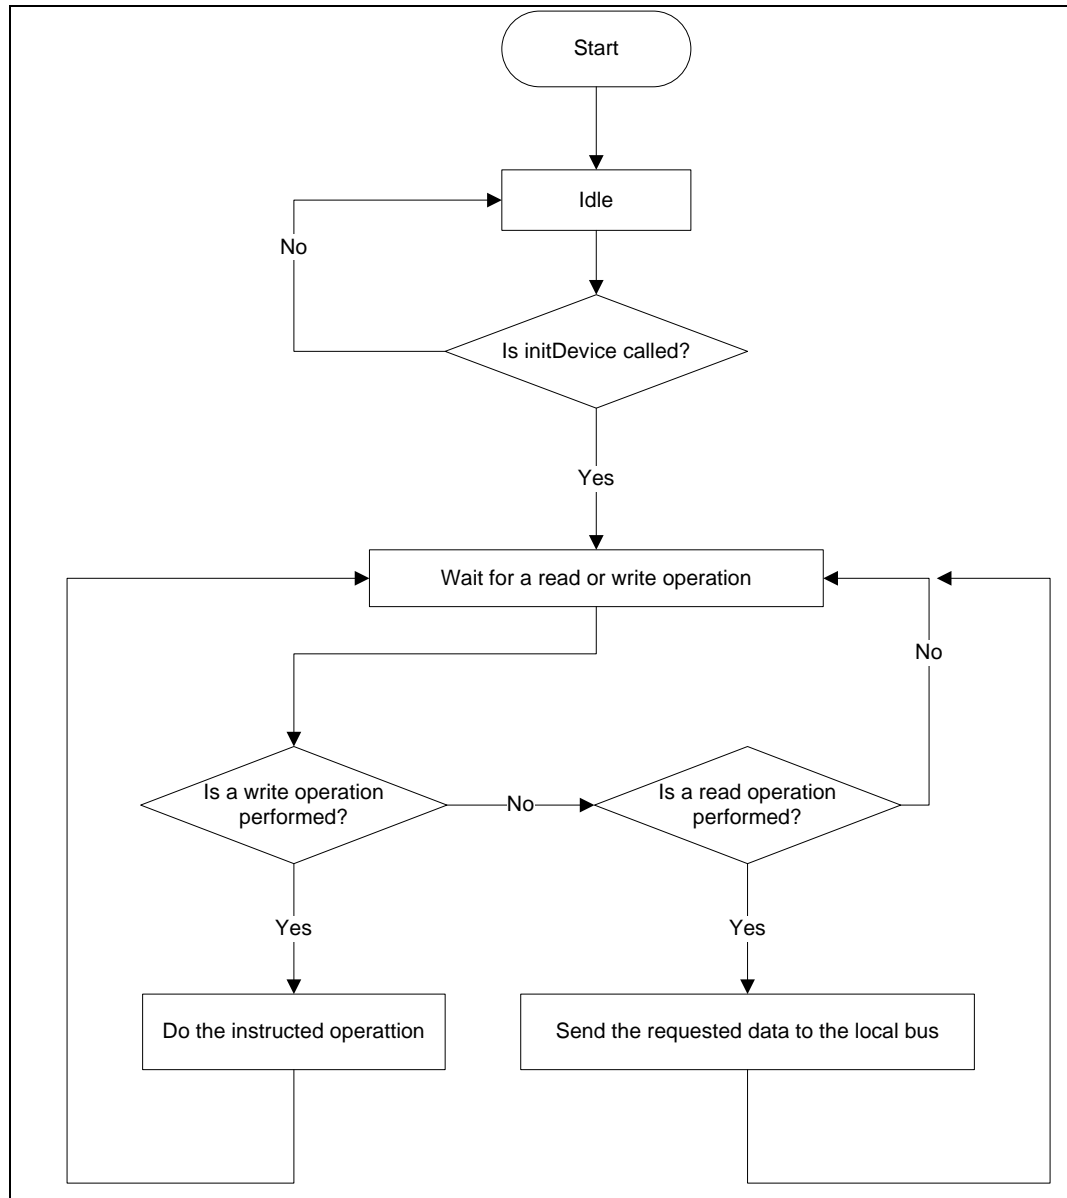 Start
Idle
No
Is initDevice called?
Yes
Wait for a read or write operation
No
Is a write operation
performed?
No
Is a read operation
performed?
Yes
Yes
Do the instructed operattion
Send the requested data to the local bus